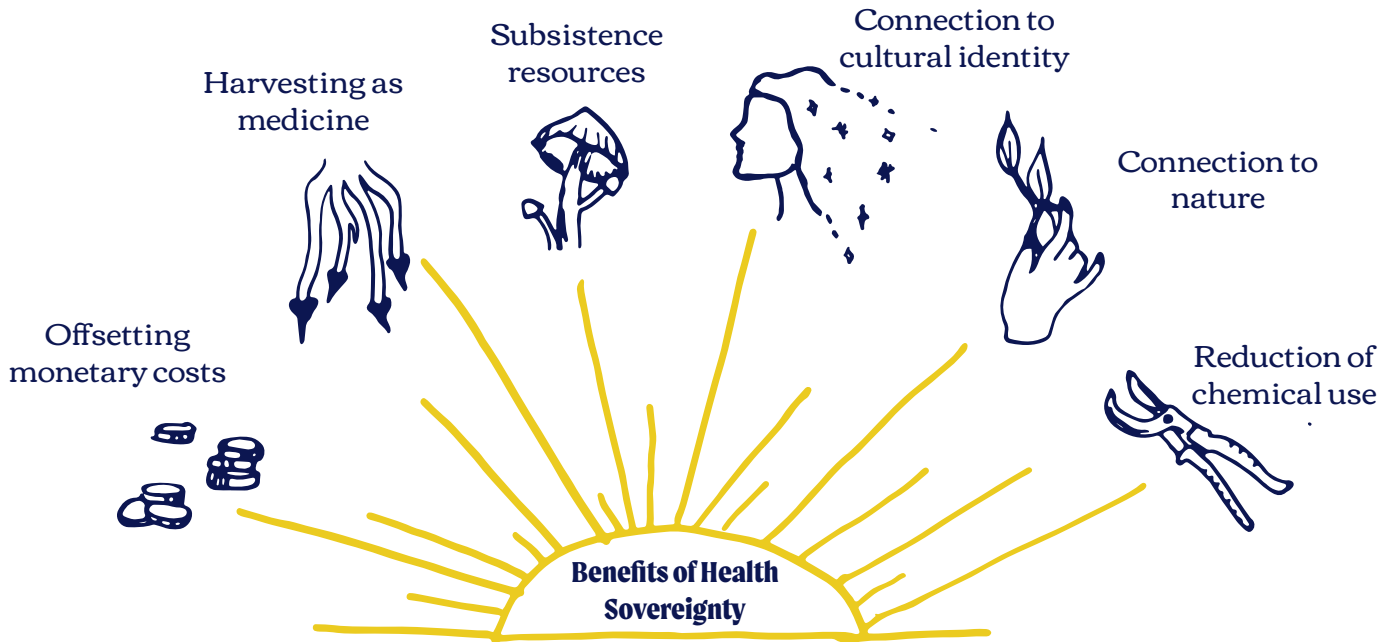 Offsetting
monetary costs
Harvesting as
medicine
Subsistence
resources
Connection to
cultural identity
Connection to
nature
Reduction of
chemical use
Benefits of Health
Sovereignty